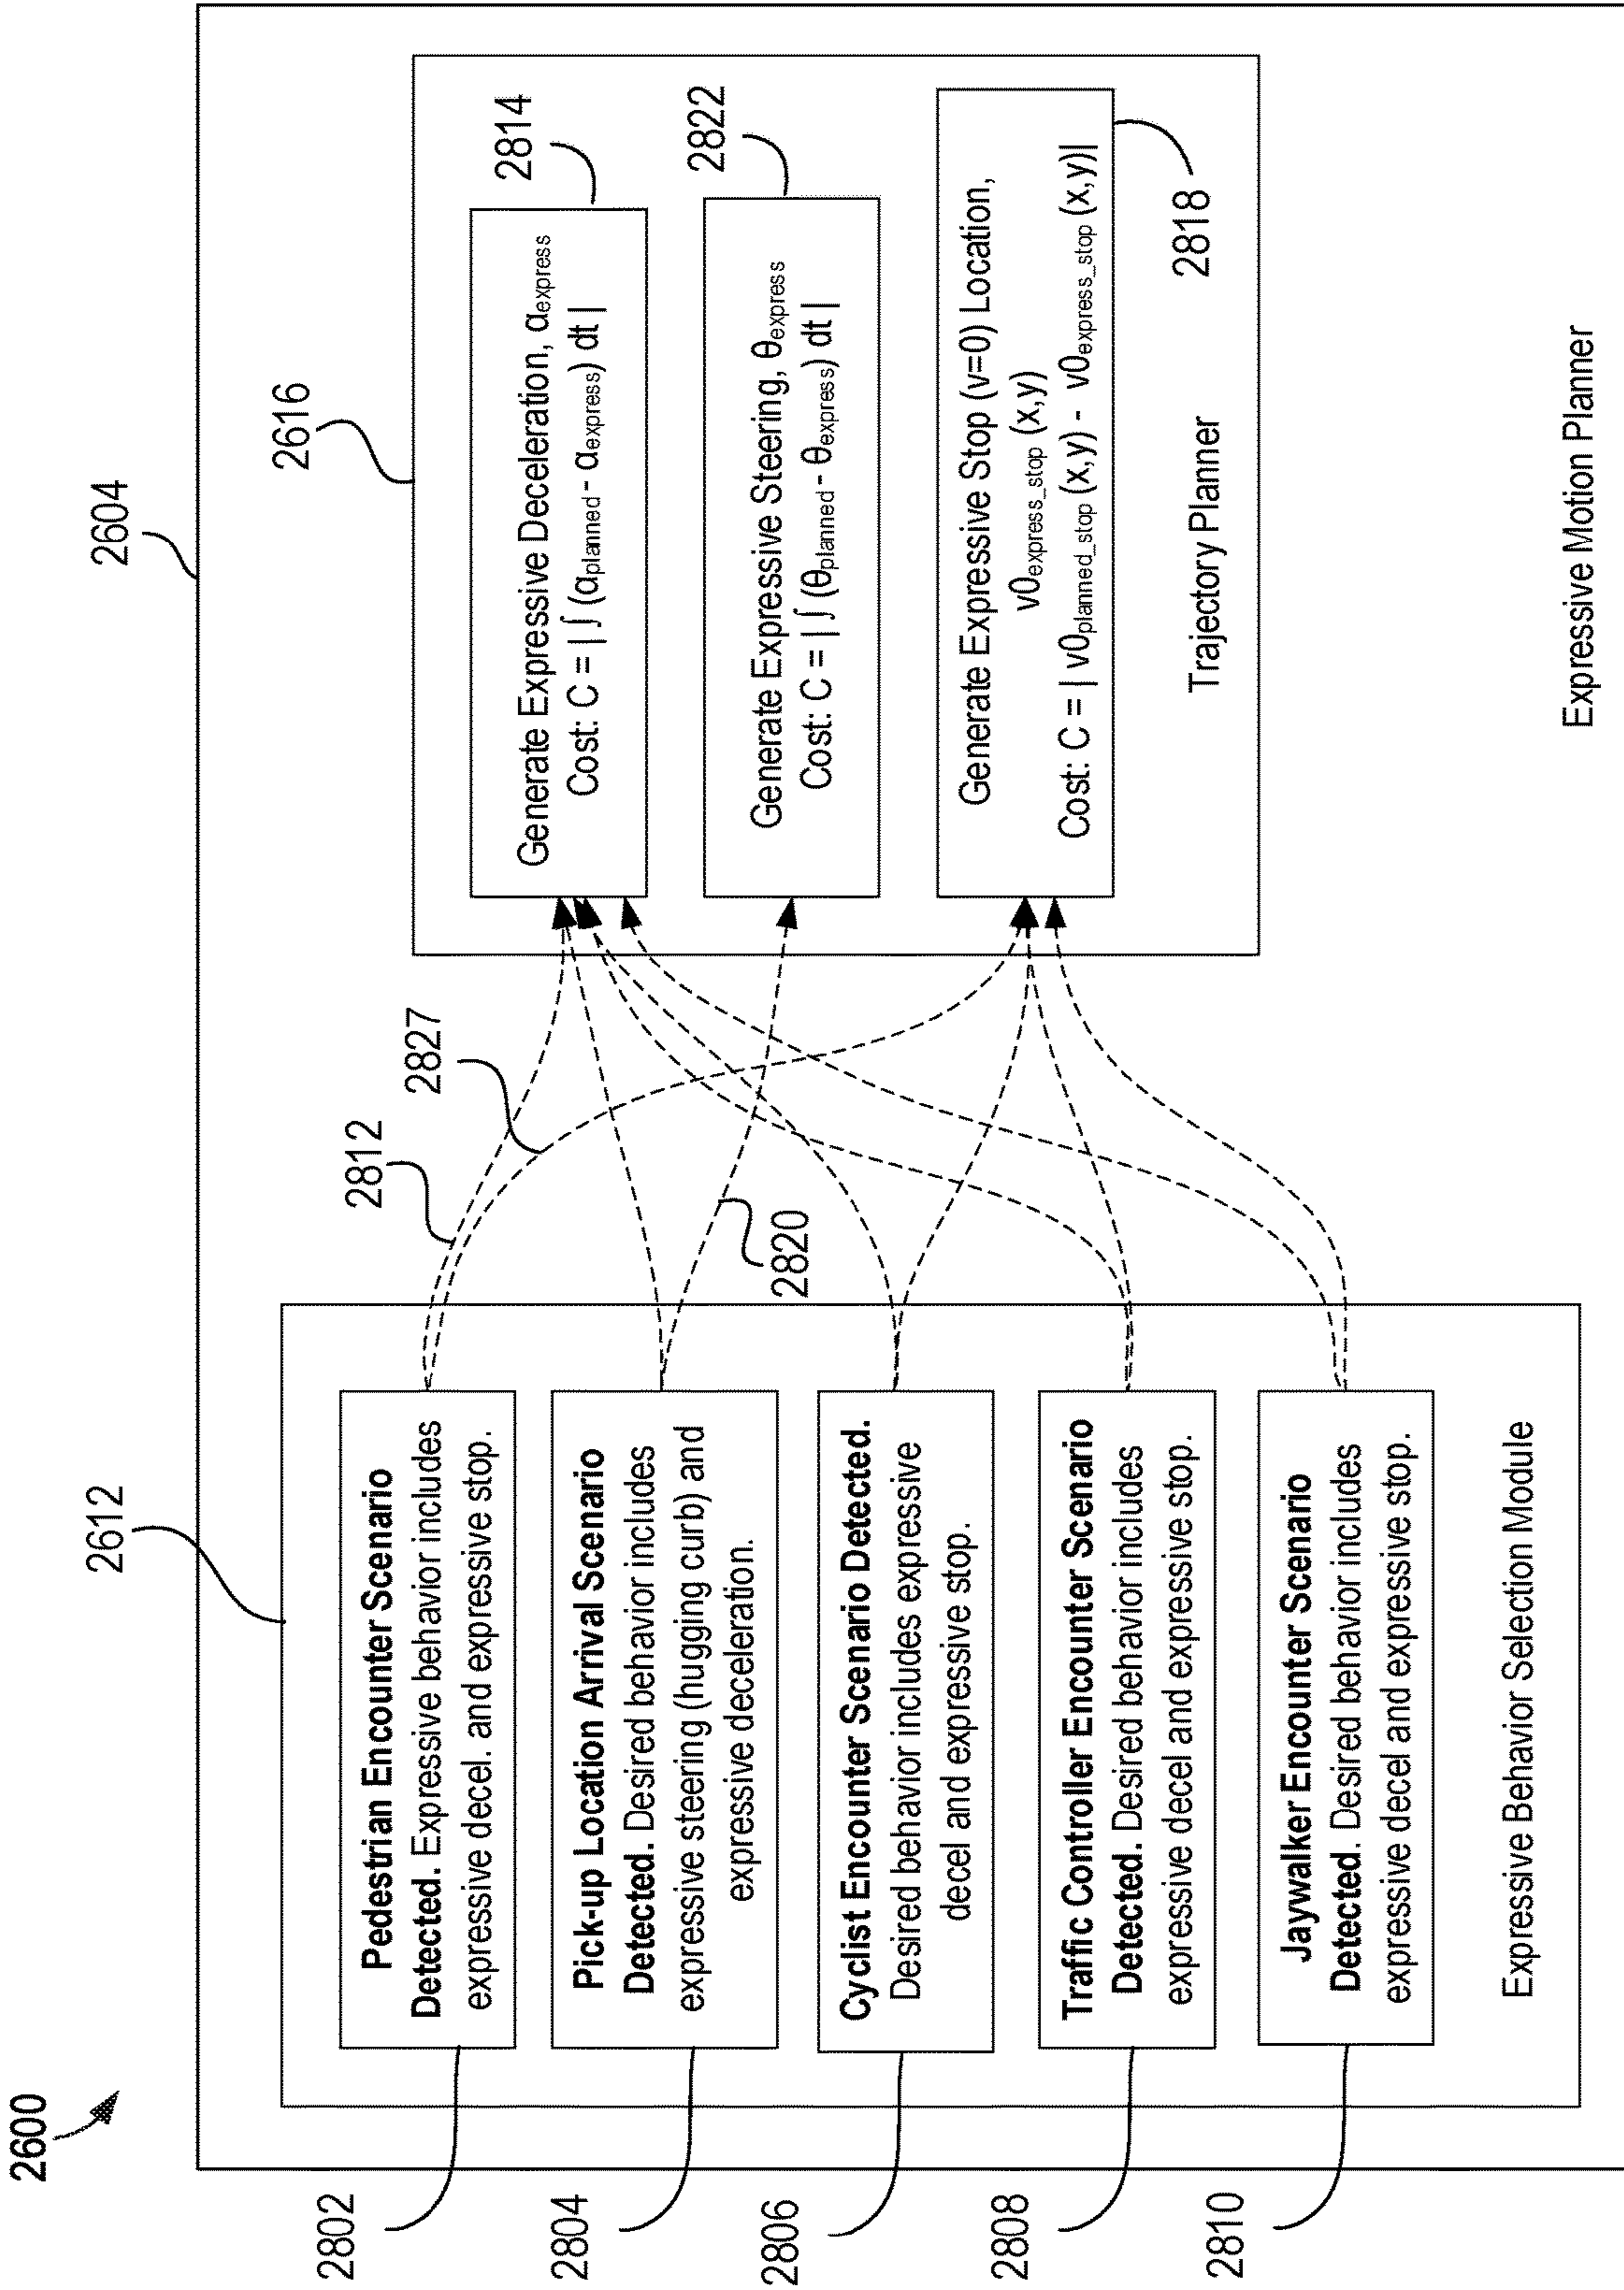 2600
2604
2612
2616
2802
Pedestrian Encounter Scenario
Detected. Expressive behavior includes
expressive decel. and expressive stop.
2804
Pick-up Location Arrival Scenario
Detected. Desired behavior includes
expressive steering (hugging curb) and
expressive deceleration.
2806
Cyclist Encounter Scenario Detected.
Desired behavior includes expressive
decel and expressive stop.
2808
Traffic Controller Encounter Scenario
Detected. Desired behavior includes
expressive decel and expressive stop.
2810
Jaywalker Encounter Scenario
Detected. Desired behavior includes
expressive decel and expressive stop.
Expressive Behavior Selection Module
2812
2827
2820
2814
Generate Expressive Deceleration, αexpress
Cost: C = | ∫ (αplanned - αexpress) dt |
2822
Generate Expressive Steering, θexpress
Cost: C = | ∫ (θplanned - θexpress) dt |
Generate Expressive Stop (v=0) Location,
v0express_stop (x,y)
Cost: C = | v0planned_stop (x,y) - v0express_stop (x,y)|
2818
Trajectory Planner
Expressive Motion Planner